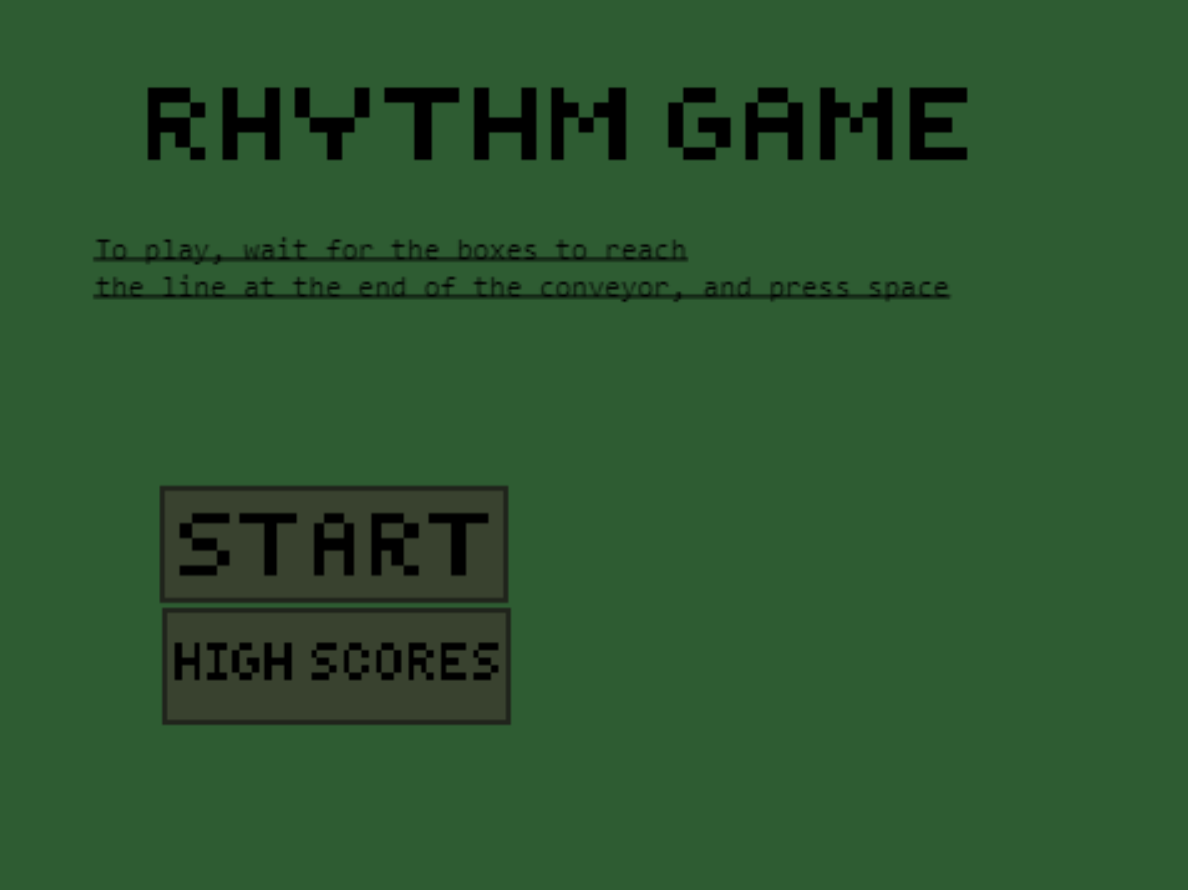 RHYTHM GAME
To play, wait for the boxes to reach
the line at the end of the conveyor, and press space
START
HIGH SCORES